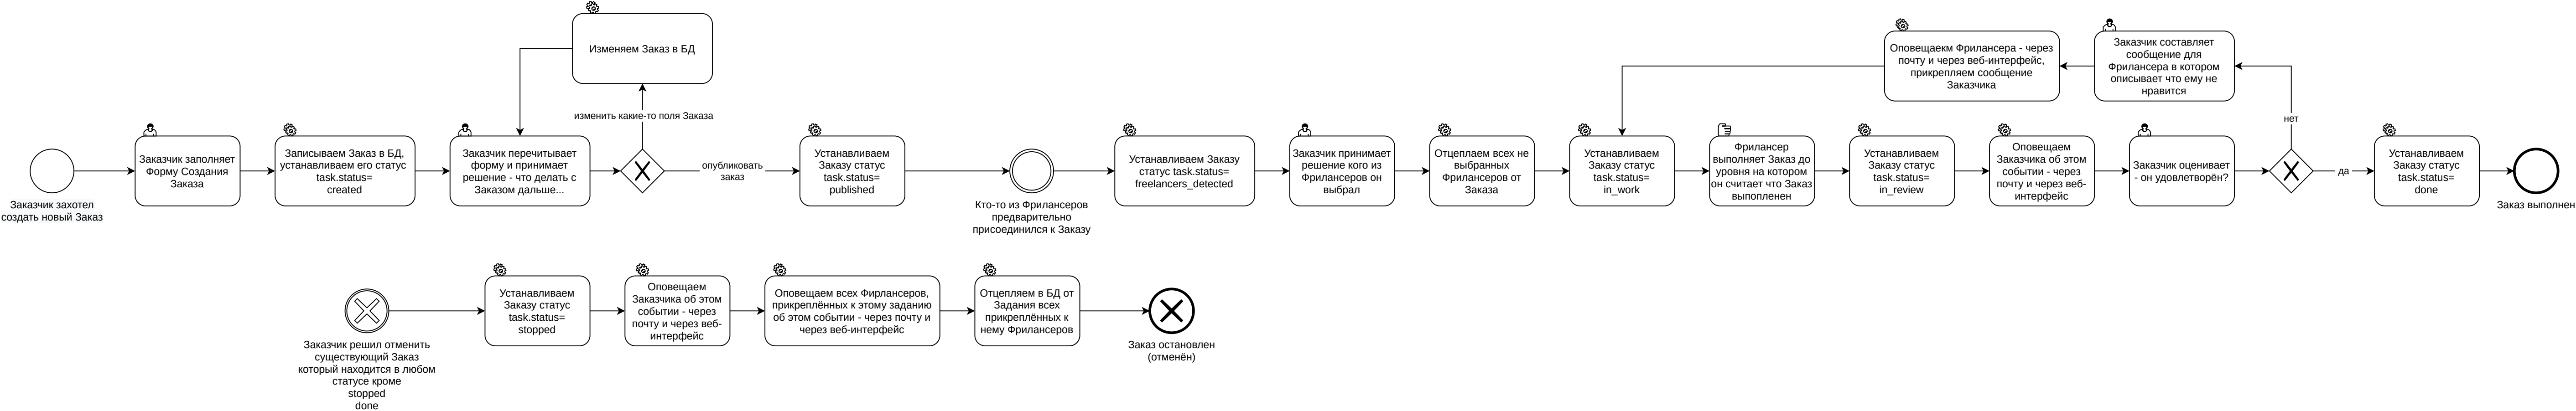 Заказчик захотел
создать новый Заказ
Заказчик заполняет
Форму Создания
Заказа
Записываем Заказ в БД,
устанавливаем его статус
task.status=
created
Заказчик перечитывает
форму и принимает
решение - что делать с
Заказом дальше...
Изменяем Заказ в БД
изменить какие-то поля Заказа
опубликовать
заказ
Устанавливаем
Заказу статус
task.status=
published
Кто-то из Фрилансеров
предварительно
присоединился к Заказу
Устанавливаем Заказу
статус task.status=
freelancers_detected
Заказчик принимает
решение кого из
Фрилансеров он
выбрал
Отцепляем всех не
выбранных
Фрилансеров от
Заказа
Устанавливаем
Заказу статус
task.status=
in_work
Фрилансер
выполняет Заказ до
уровня на котором
он считает что Заказ
выпопленен
Устанавливаем
Заказу статус
task.status=
in_review
Оповещаем
Заказчика об этом
событии - через
почту и через веб-
интерфейс
Заказчик оценивает
- он удовлетворён?
нет
Заказчик составляет
сообщение для
Фрилансера в котором
описывает что ему не
нравится
Оповещаекм Фрилансера - через
почту и через веб-интерфейс,
прикрепляем сообщение
Заказчика
да
Устанавливаем
Заказу статус
task.status=
done
Заказ выполнен
Заказчик решил отменить
существующий Заказ
который находится в любом
статусе кроме
stopped
done
Устанавливаем
Заказу статус
task.status=
stopped
Оповещаем
Заказчика об этом
событии - через
почту и через веб-
интерфейс
Оповещаем всех Фирлансеров,
прикреплённых к этому заданию
об этом событии - через почту и
через веб-интерфейс
Отцепляем в БД от
Задания всех
прикреплённых к
нему Фрилансеров
Заказ остановлен
(отменён)